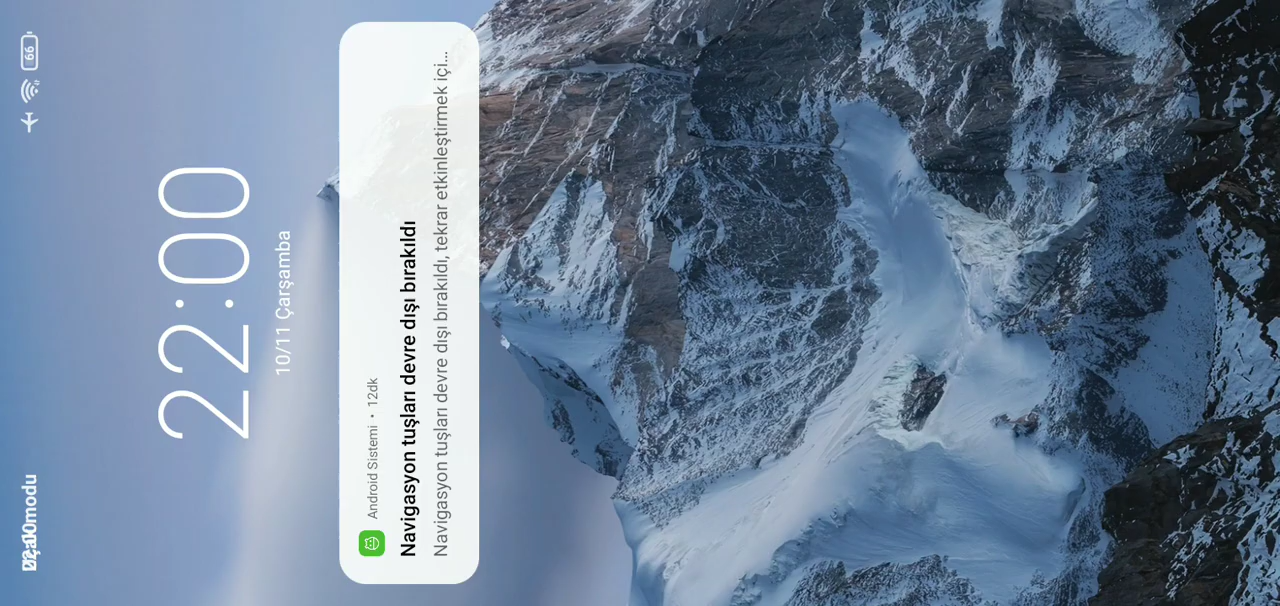 66
22:00
10/11 Çarşamba
Android Sistemi • 12dk
Navigasyon tuşları devre dışı bırakıldı
Navigasyon tuşları devre dışı bırakıldı, tekrar etkinleştirmek içi...